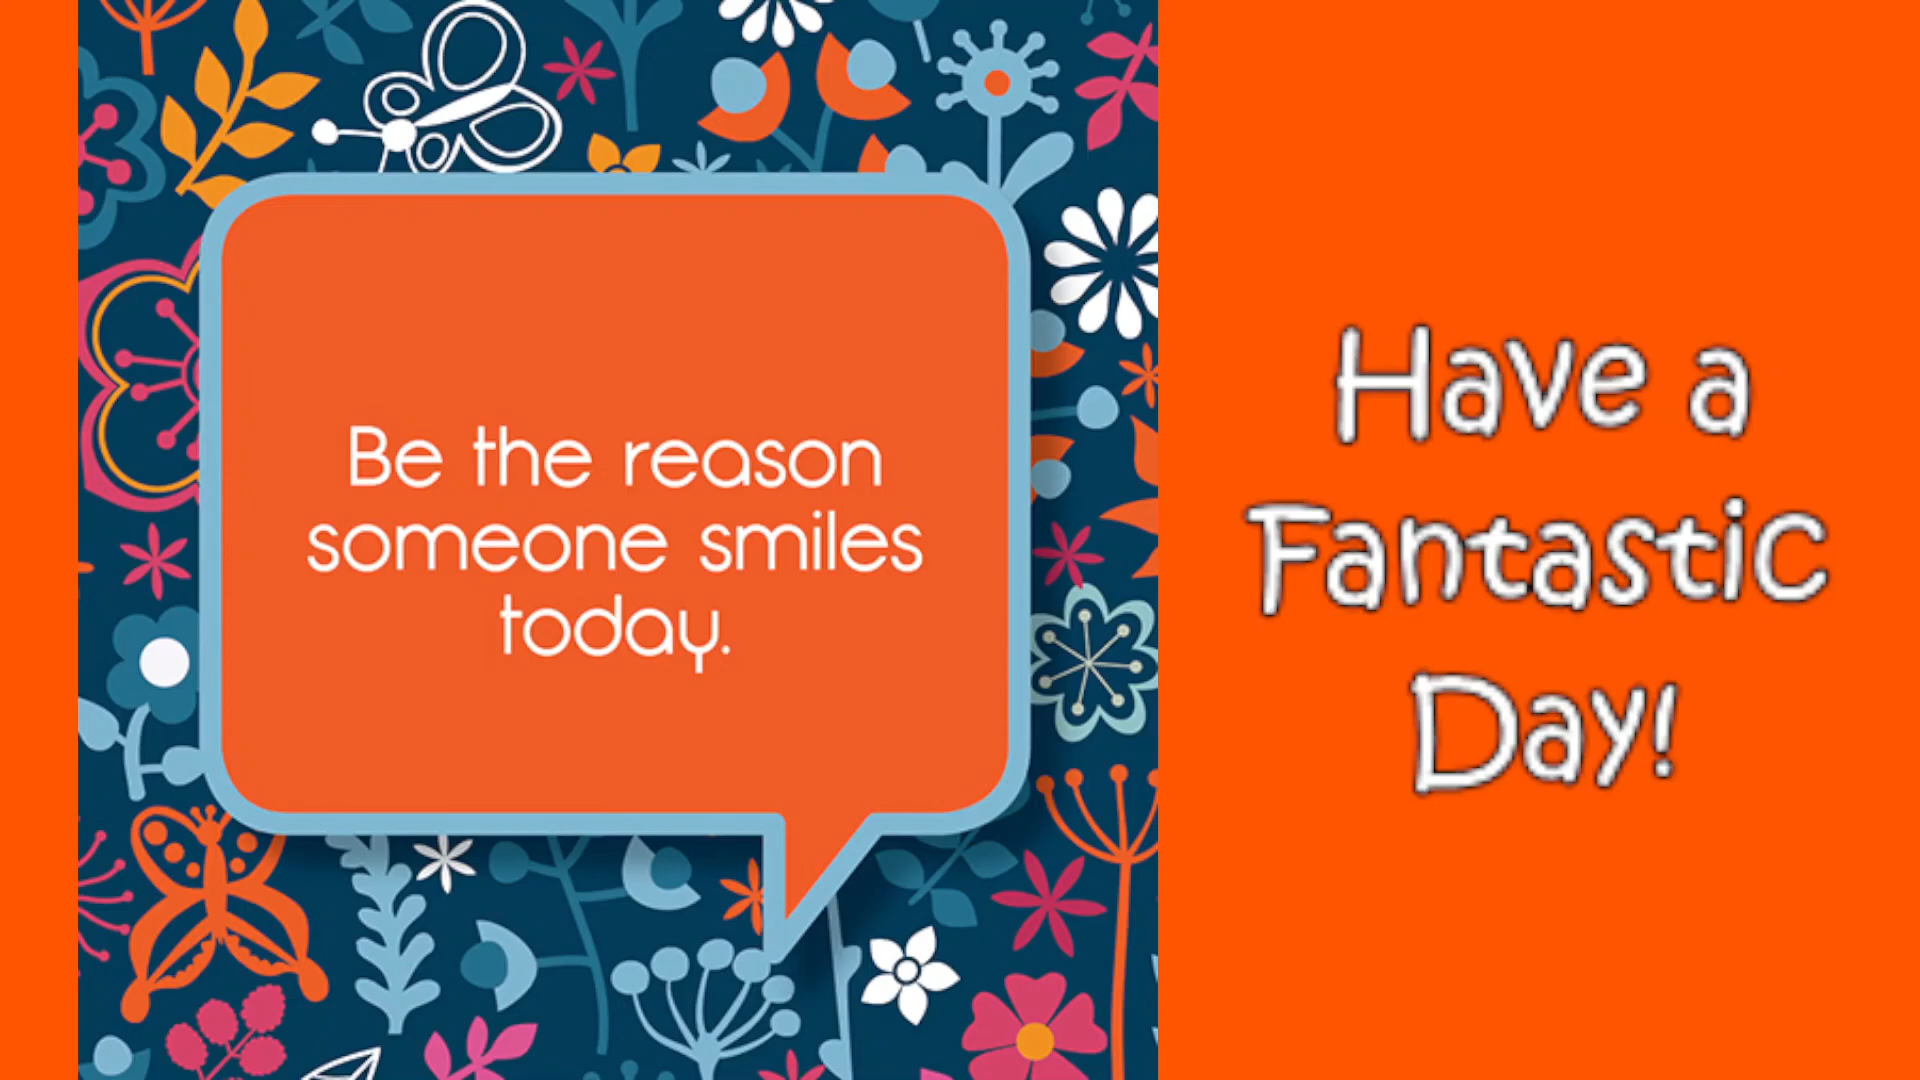 Be the reason
someone smiles
today.
Have a
Fantastic
Day!